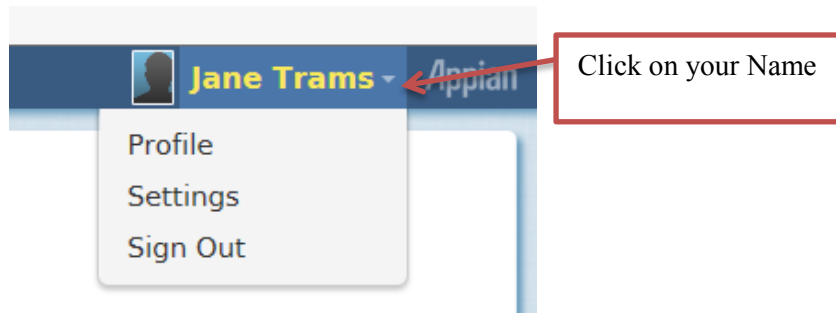 Jane Trams
Appian
Click on your Name
Profile
Settings
Sign Out